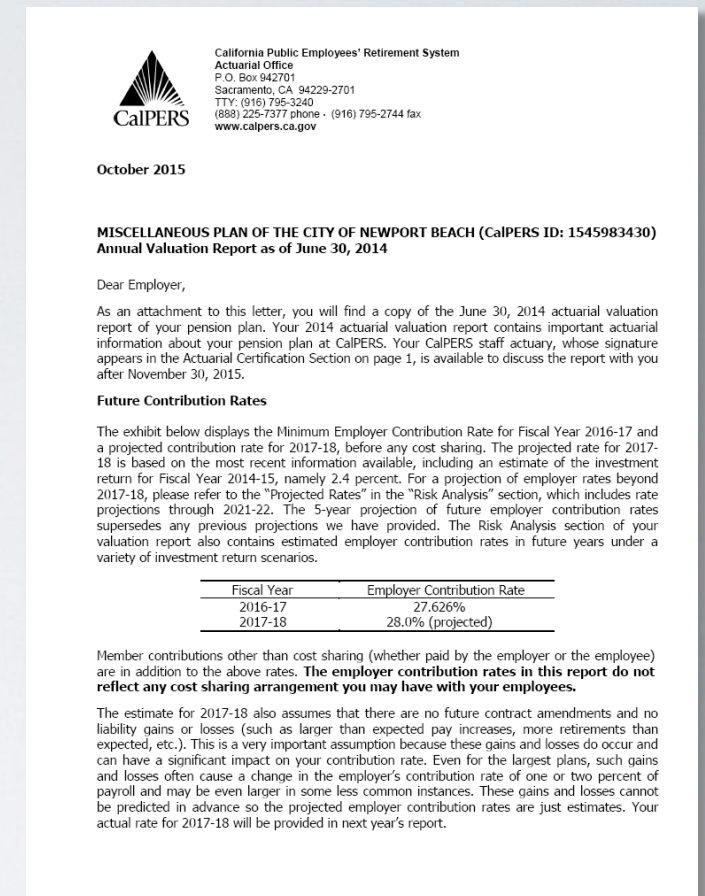 CalPERS
California Public Employees' Retirement System
Actuarial Office
P.O. Box 942701
Sacramento, CA 94229-2701
TTY: (916) 795-3240
(888) 225-7377 phone - (916) 795-2744 fax
www.calpers.ca.gov
October 2015
MISCELLANEOUS PLAN OF THE CITY OF NEWPORT BEACH (CalPERS ID: 1545983430)
Annual Valuation Report as of June 30, 2014
Dear Employer,
As an attachment to this letter, you will find a copy of the June 30, 2014 actuarial valuation
report of your pension plan. Your 2014 actuarial valuation report contains important actuarial
information about your pension plan at CalPERS. Your CalPERS staff actuary, whose signature
appears in the Actuarial Certification Section on page 1, is available to discuss the report with you
after November 30, 2015.
Future Contribution Rates
The exhibit below displays the Minimum Employer Contribution Rate for Fiscal Year 2016-17 and
a projected contribution rate for 2017-18, before any cost sharing. The projected rate for 2017-
18 is based on the most recent information available, including an estimate of the investment
return for Fiscal Year 2014-15, namely 2.4 percent. For a projection of employer rates beyond
2017-18, please refer to the "Projected Rates" in the "Risk Analysis" section, which includes rate
projections through 2021-22. The 5-year projection of future employer contribution rates
supersedes any previous projections we have provided. The Risk Analysis section of your
valuation report also contains estimated employer contribution rates in future years under a
variety of investment return scenarios.
Fiscal Year Employer Contribution Rate
2016-17 27.626%
2017-18 28.0% (projected)
Member contributions other than cost sharing (whether paid by the employer or the employee)
are in addition to the above rates. The employer contribution rates in this report do not
reflect any cost sharing arrangement you may have with your employees.
The estimate for 2017-18 also assumes that there are no future contract amendments and no
liability gains or losses (such as larger than expected pay increases, more retirements than
expected, etc.). This is a very important assumption because these gains and losses do occur and
can have a significant impact on your contribution rate. Even for the largest plans, such gains
and losses often cause a change in the employer's contribution rate of one or two percent of
payroll and may be even larger in some less common instances. These gains and losses cannot
be predicted in advance so the projected employer contribution rates are just estimates. Your
actual rate for 2017-18 will be provided in next year's report.